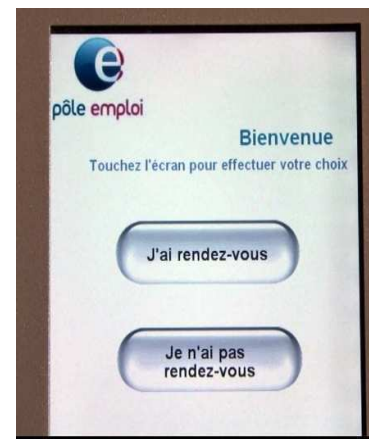 pôle emploi
Bienvenue
Touchez l'écran pour effectuer votre choix
J'ai rendez-vous
Je n'ai pas
rendez-vous